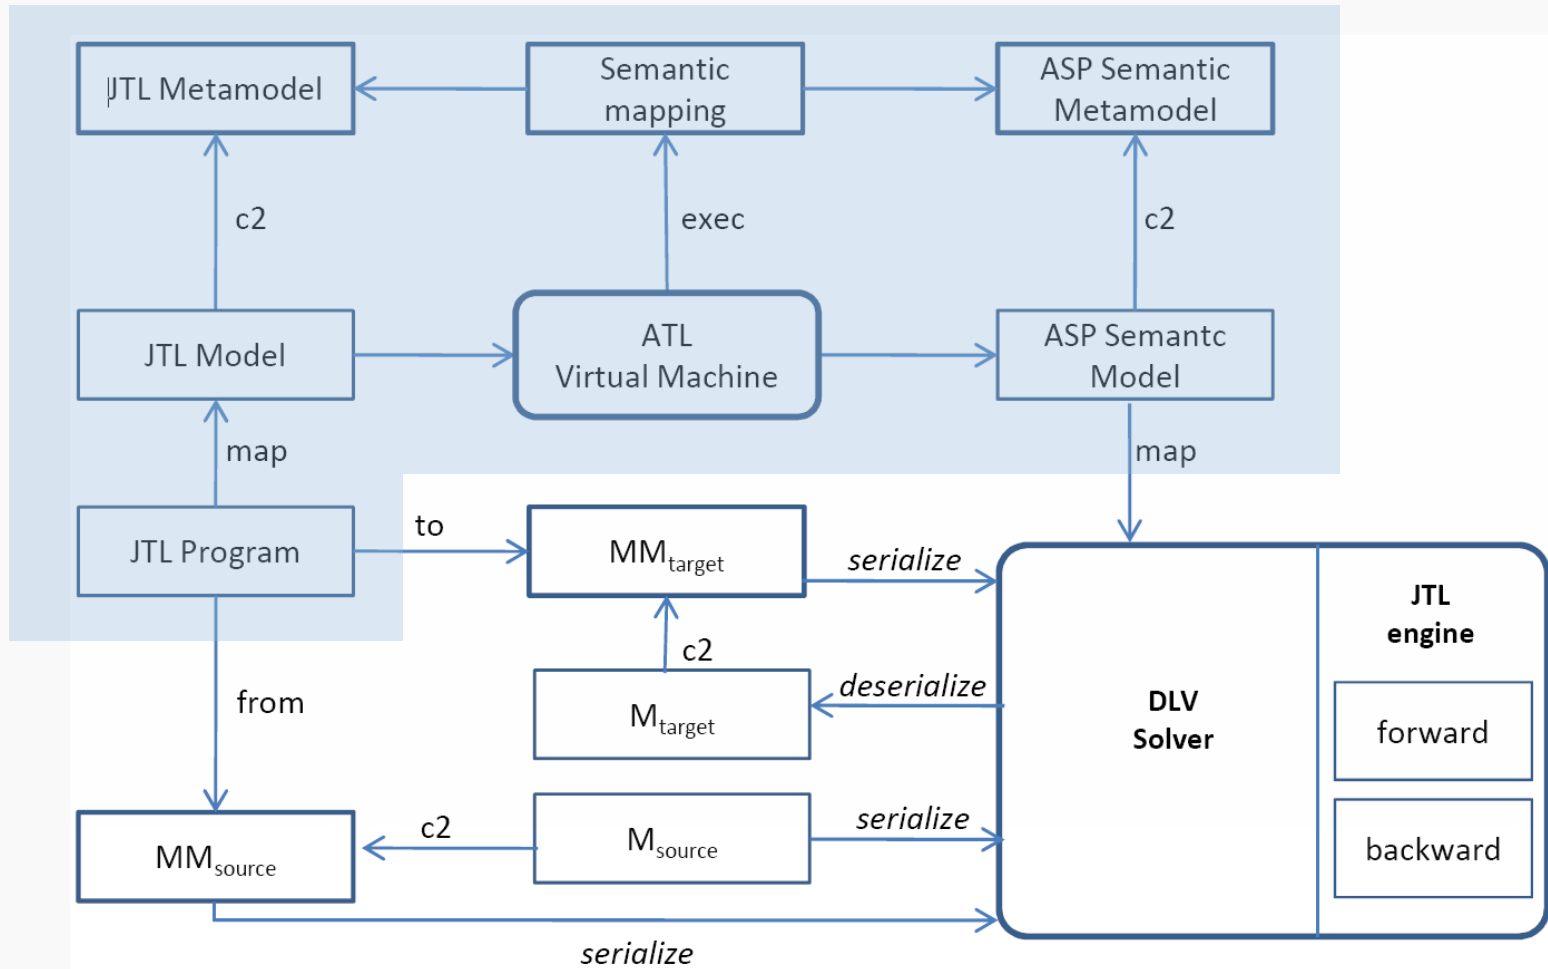 JTL Metamodel
Semantic
mapping
ASP Semantic
Metamodel
c2
exec
c2
JTL Model
ATL
Virtual Machine
ASP Semantc
Model
map
map
JTL Program
to
MMtarget
serialize
JTL
engine
c2
from
Mtarget
deserialize
DLV
Solver
forward
MMsource
c2
Msource
serialize
backward
serialize